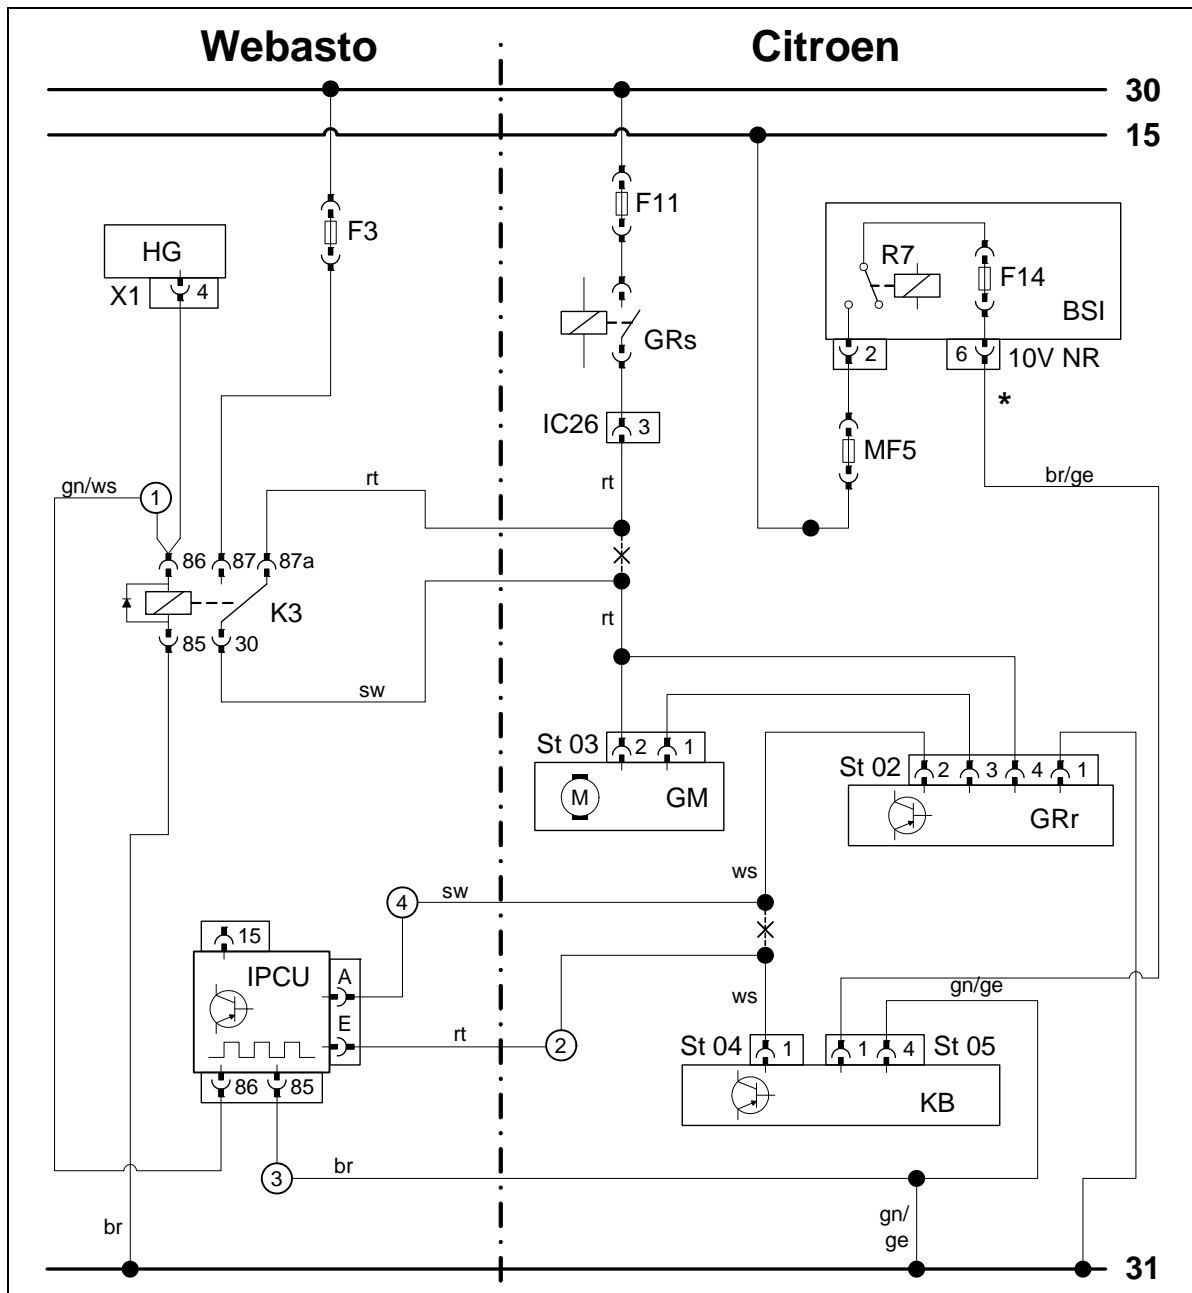 Webasto
Citroen
30
15
F3
F11
HG
X1
4
R7
F14
BSI
GRs
2
6
10V NR
*
IC26
3
MF5
gn/ws
1
rt
rt
br/ge
86
87
87a
K3
85
30
rt
sw
St 03
2
1
St 02
2
3
4
1
M
GM
GRr
ws
4
sw
15
IPCU
A
E
rt
2
ws
gn/ge
St 04
1
1
4
St 05
86
85
KB
3
br
br
gn/
ge
31